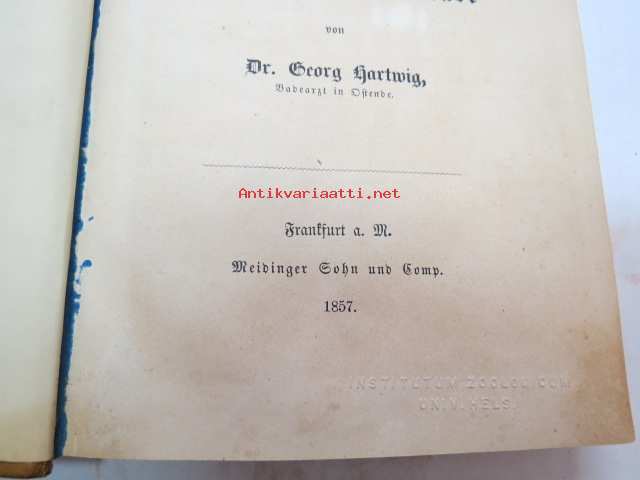 von
Dr. Georg Hartwig,
Badearzt in Ostende.
Antikvariaatti.net
Frankfurt a. M.
Meidinger Sohn und Comp.
1857.
INSTITUTUM ZOOLOGICUM
UNIV. HELS.